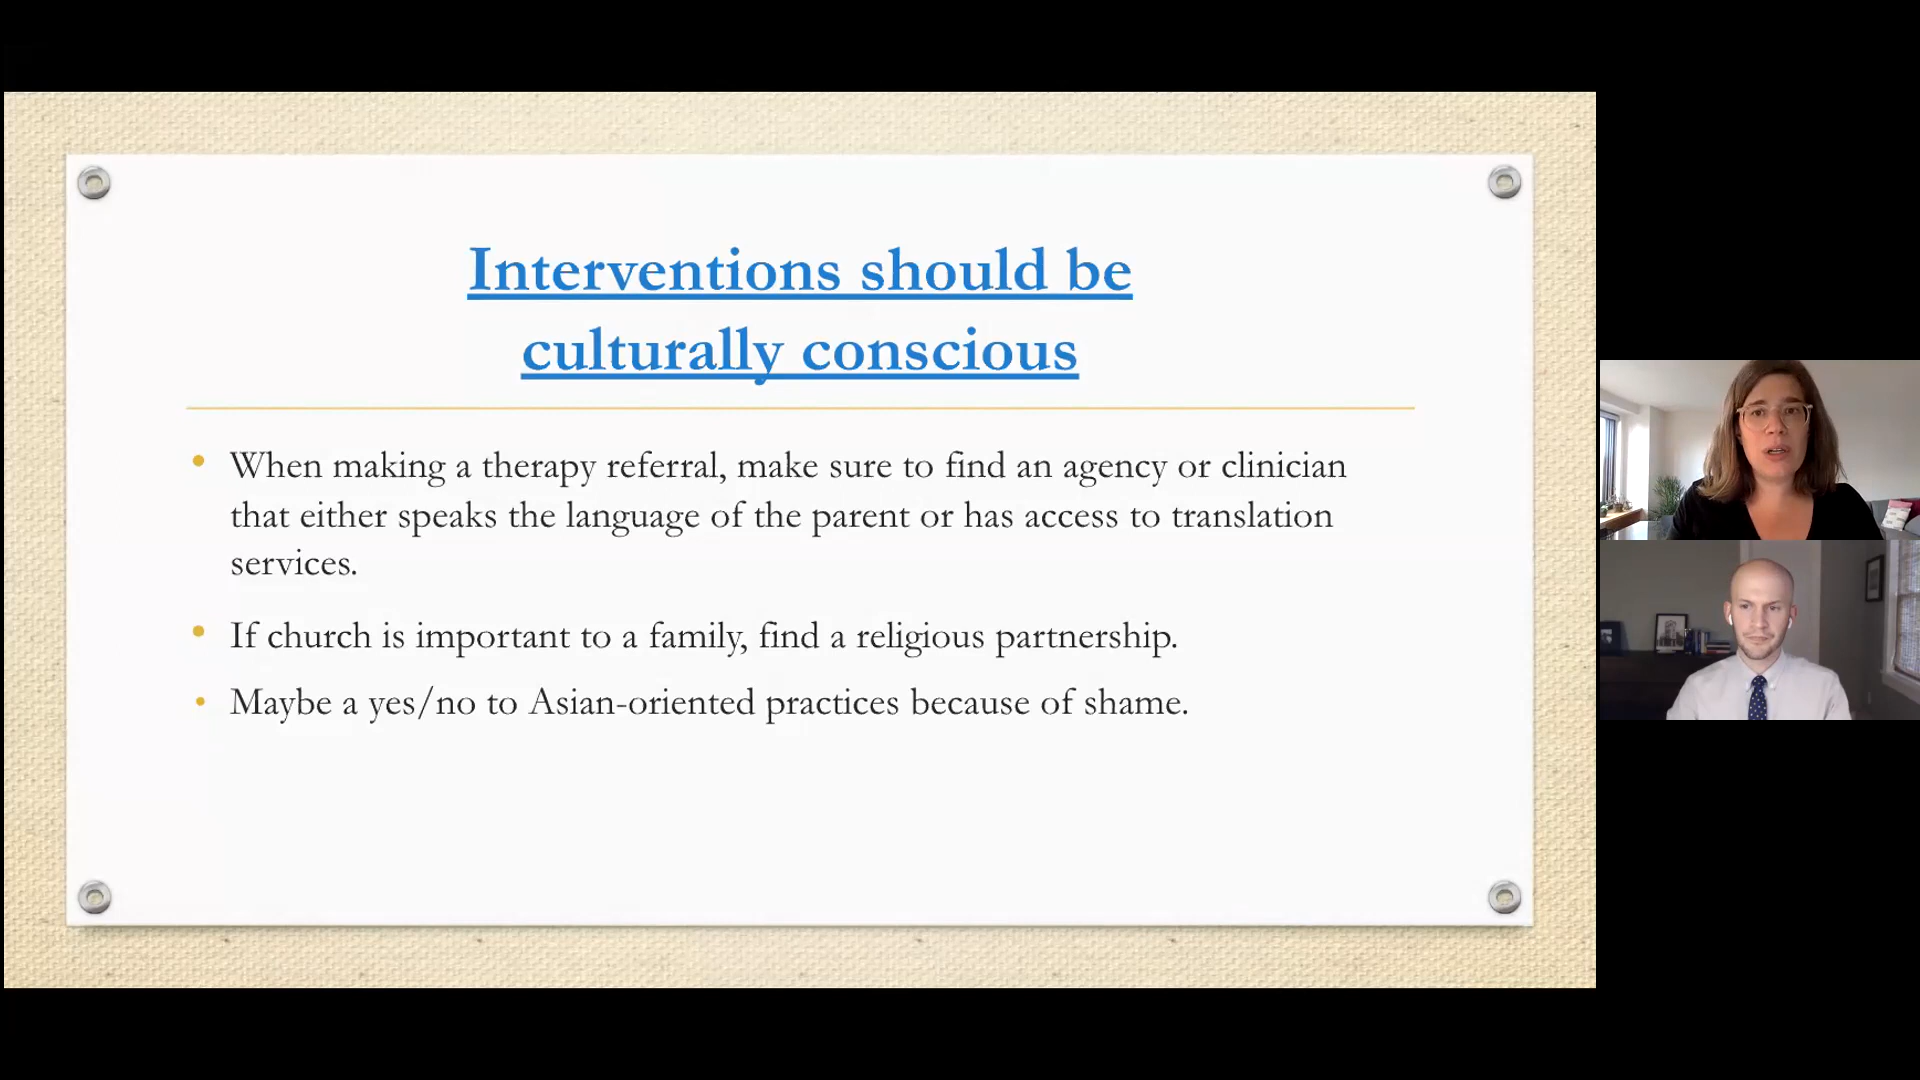 Interventions should be
culturally conscious
• When making a therapy referral, make sure to find an agency or clinician
that either speaks the language of the parent or has access to translation
services.
• If church is important to a family, find a religious partnership.
• Maybe a yes/no to Asian-oriented practices because of shame.